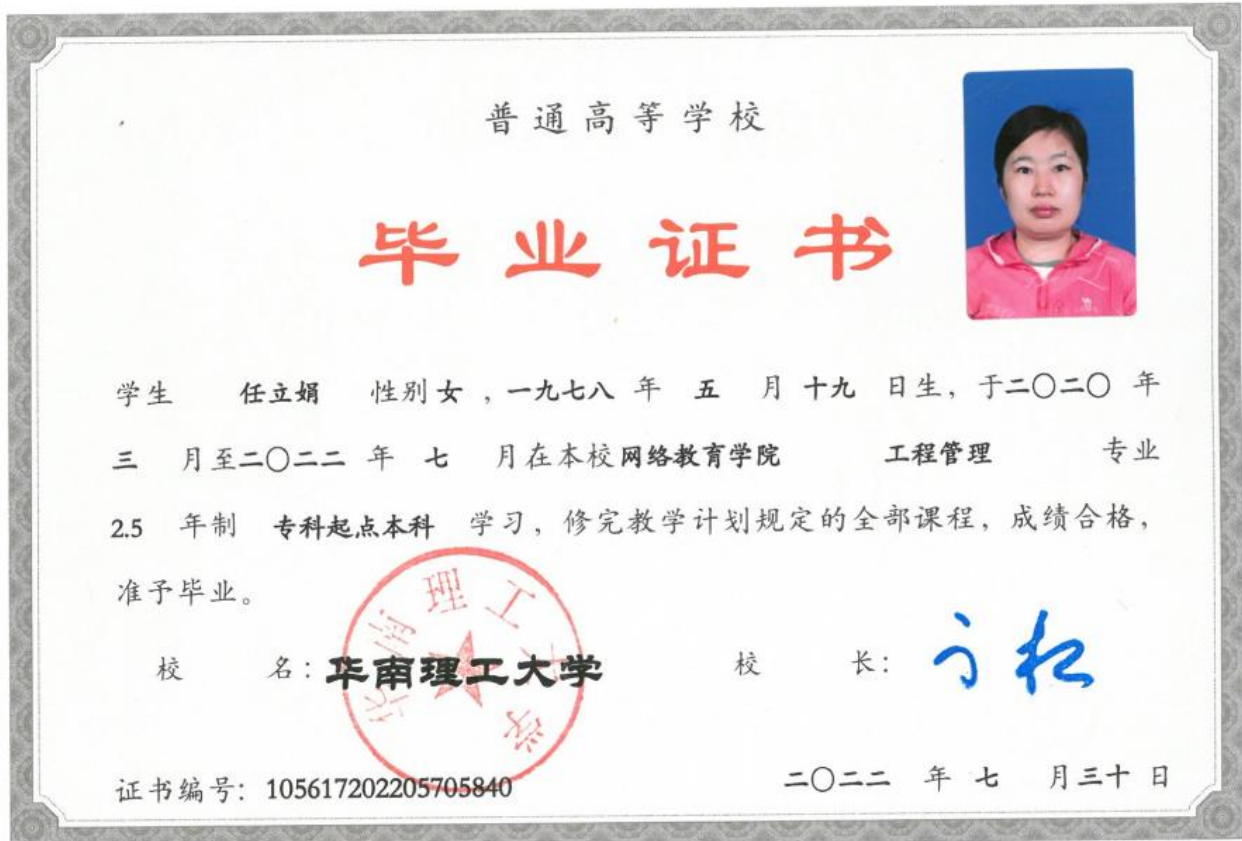 普通高等学校
毕业证书
学生 任立娟 性别女，一九七八 年 五 月 十九 日生，于二〇二〇 年
三 月至二〇二二 年 七 月在本校网络教育学院 工程管理 专业
2.5 年制 专科起点本科 学习，修完教学计划规定的全部课程，成绩合格，
准予毕业。
华南理工大学
校 名：华南理工大学 校 长：
证书编号：105617202205705840 二〇二二 年 七 月三十 日